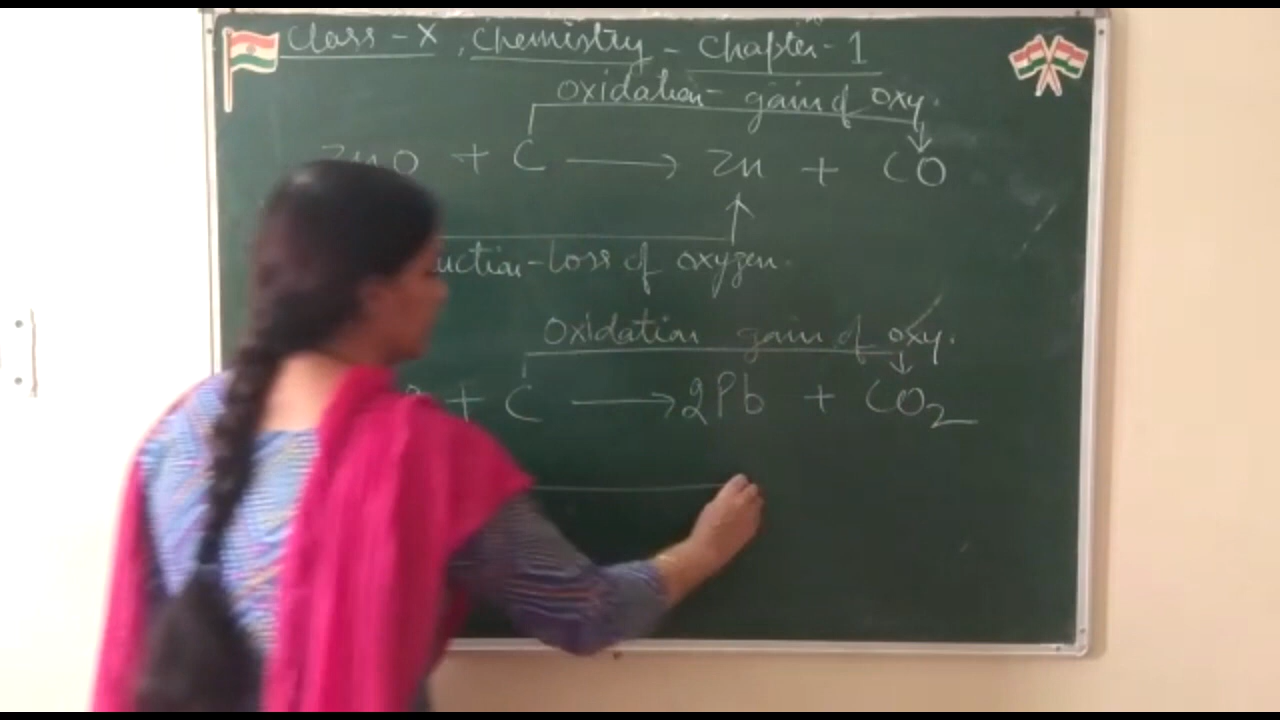 Class - X , Chemistry - Chapter - 1
oxidation - gain of oxy.
ZnO + C → Zn + CO
uction - Loss of oxygen.
Oxidation gain of oxy.
+ C → 2Pb + CO2